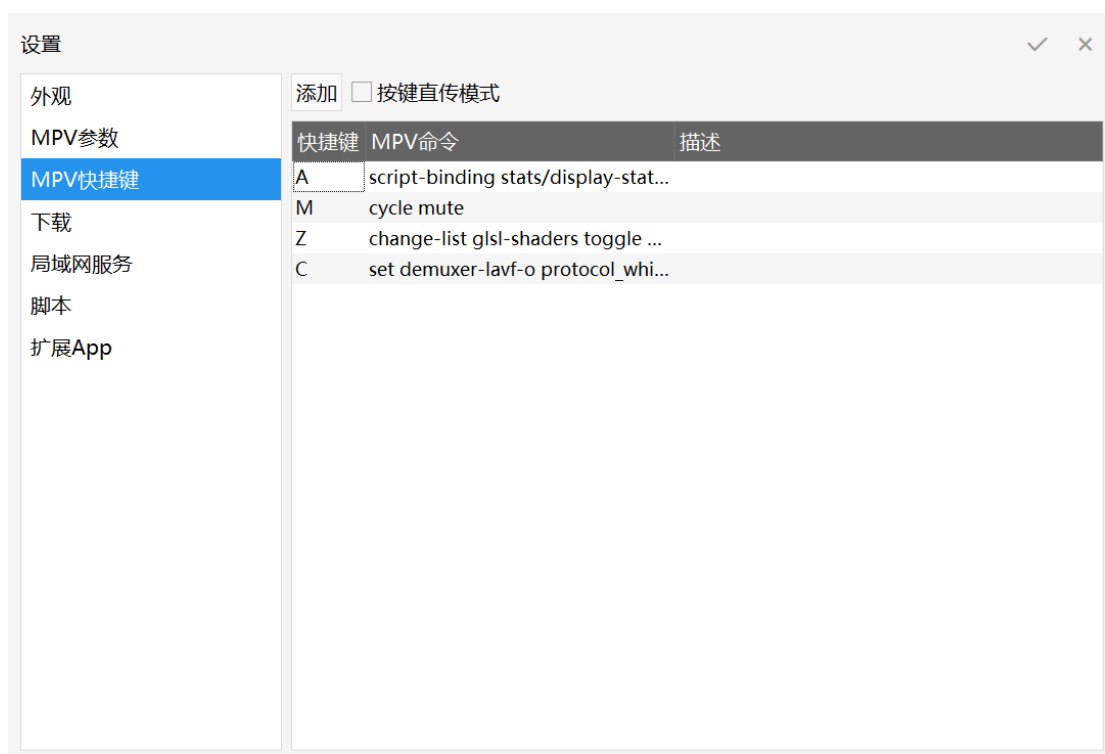 设置
外观
MPV参数
MPV快捷键
下载
局域网服务
脚本
扩展App
添加 按键直传模式
快捷键 MPV命令 描述
A script-binding stats/display-stat...
M cycle mute
Z change-list glsl-shaders toggle ...
C set demuxer-lavf-o protocol_whi...